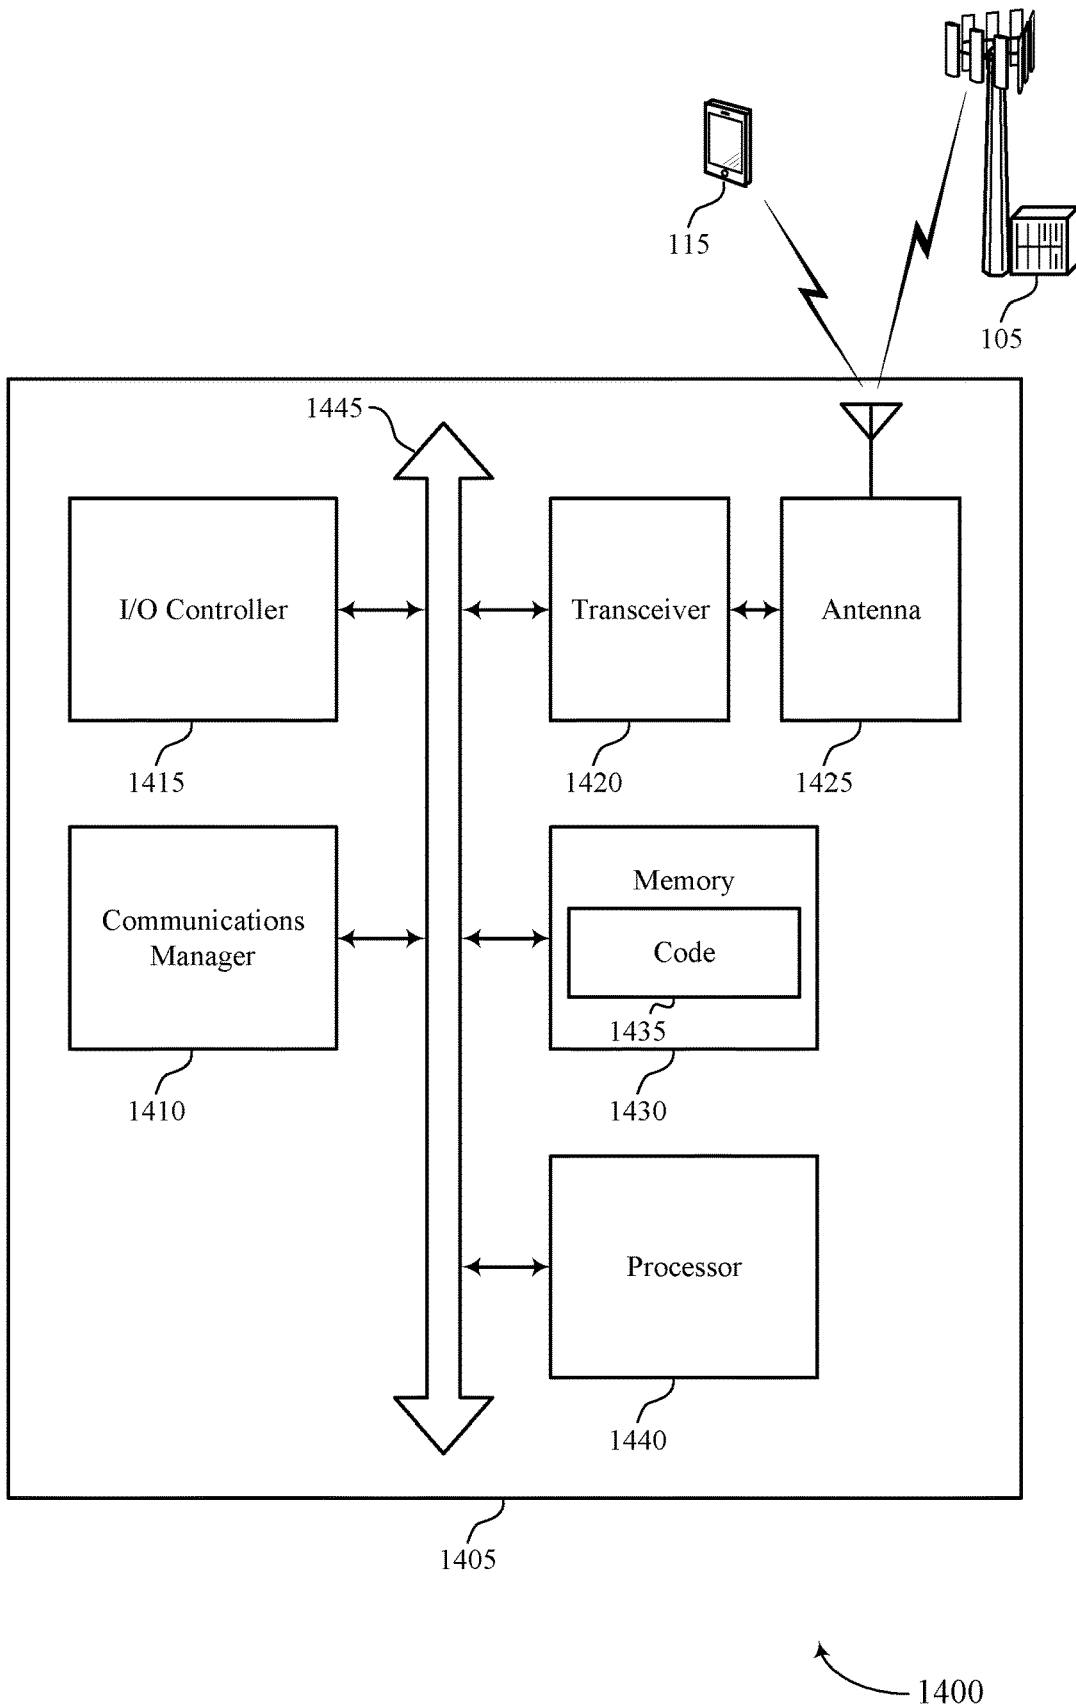 115
105
1445
I/O Controller
Transceiver
Antenna
1415
1420
1425
Communications
Manager
Memory
Code
1435
1410
1430
Processor
1440
1405
1400